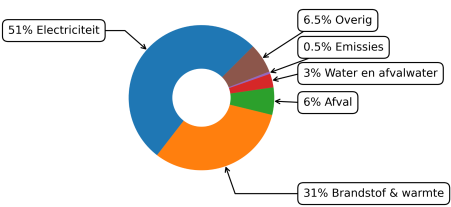 51% Electriciteit
6.5% Overig
0.5% Emissies
3% Water en afvalwater
6% Afval
31% Brandstof & warmte